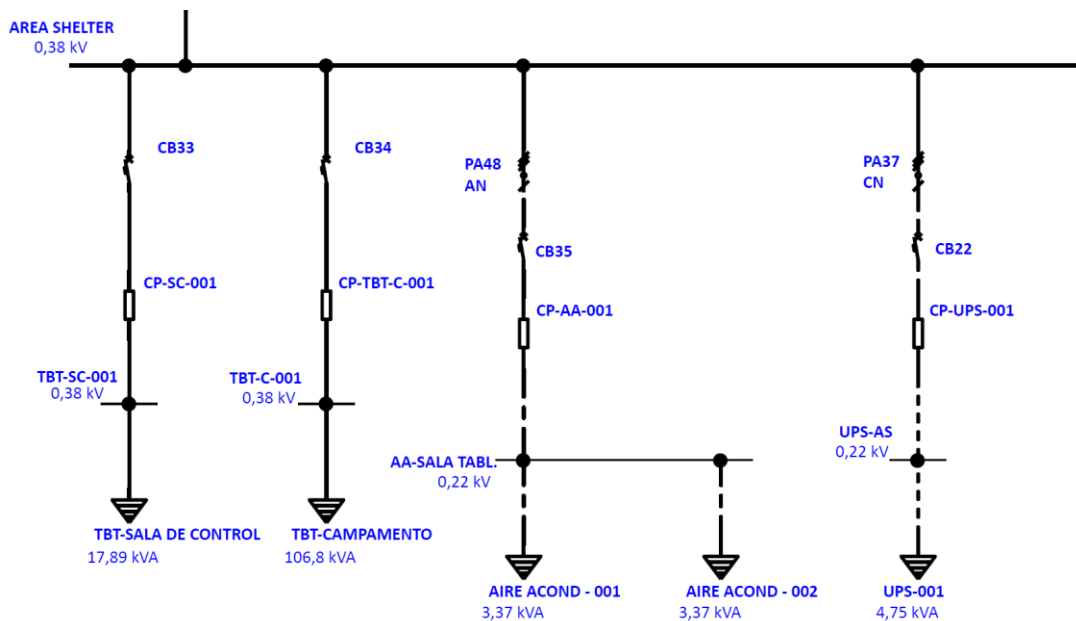 AREA SHELTER
0,38 kV
CB33
CB34
PA48
AN
PA37
CN
CB35
CB22
CP-SC-001
CP-TBT-C-001
CP-AA-001
CP-UPS-001
TBT-SC-001
0,38 kV
TBT-C-001
0,38 kV
AA-SALA TABL.
0,22 kV
UPS-AS
0,22 kV
TBT-SALA DE CONTROL
17,89 kVA
TBT-CAMPAMENTO
106,8 kVA
AIRE ACOND - 001
3,37 kVA
AIRE ACOND - 002
3,37 kVA
UPS-001
4,75 kVA